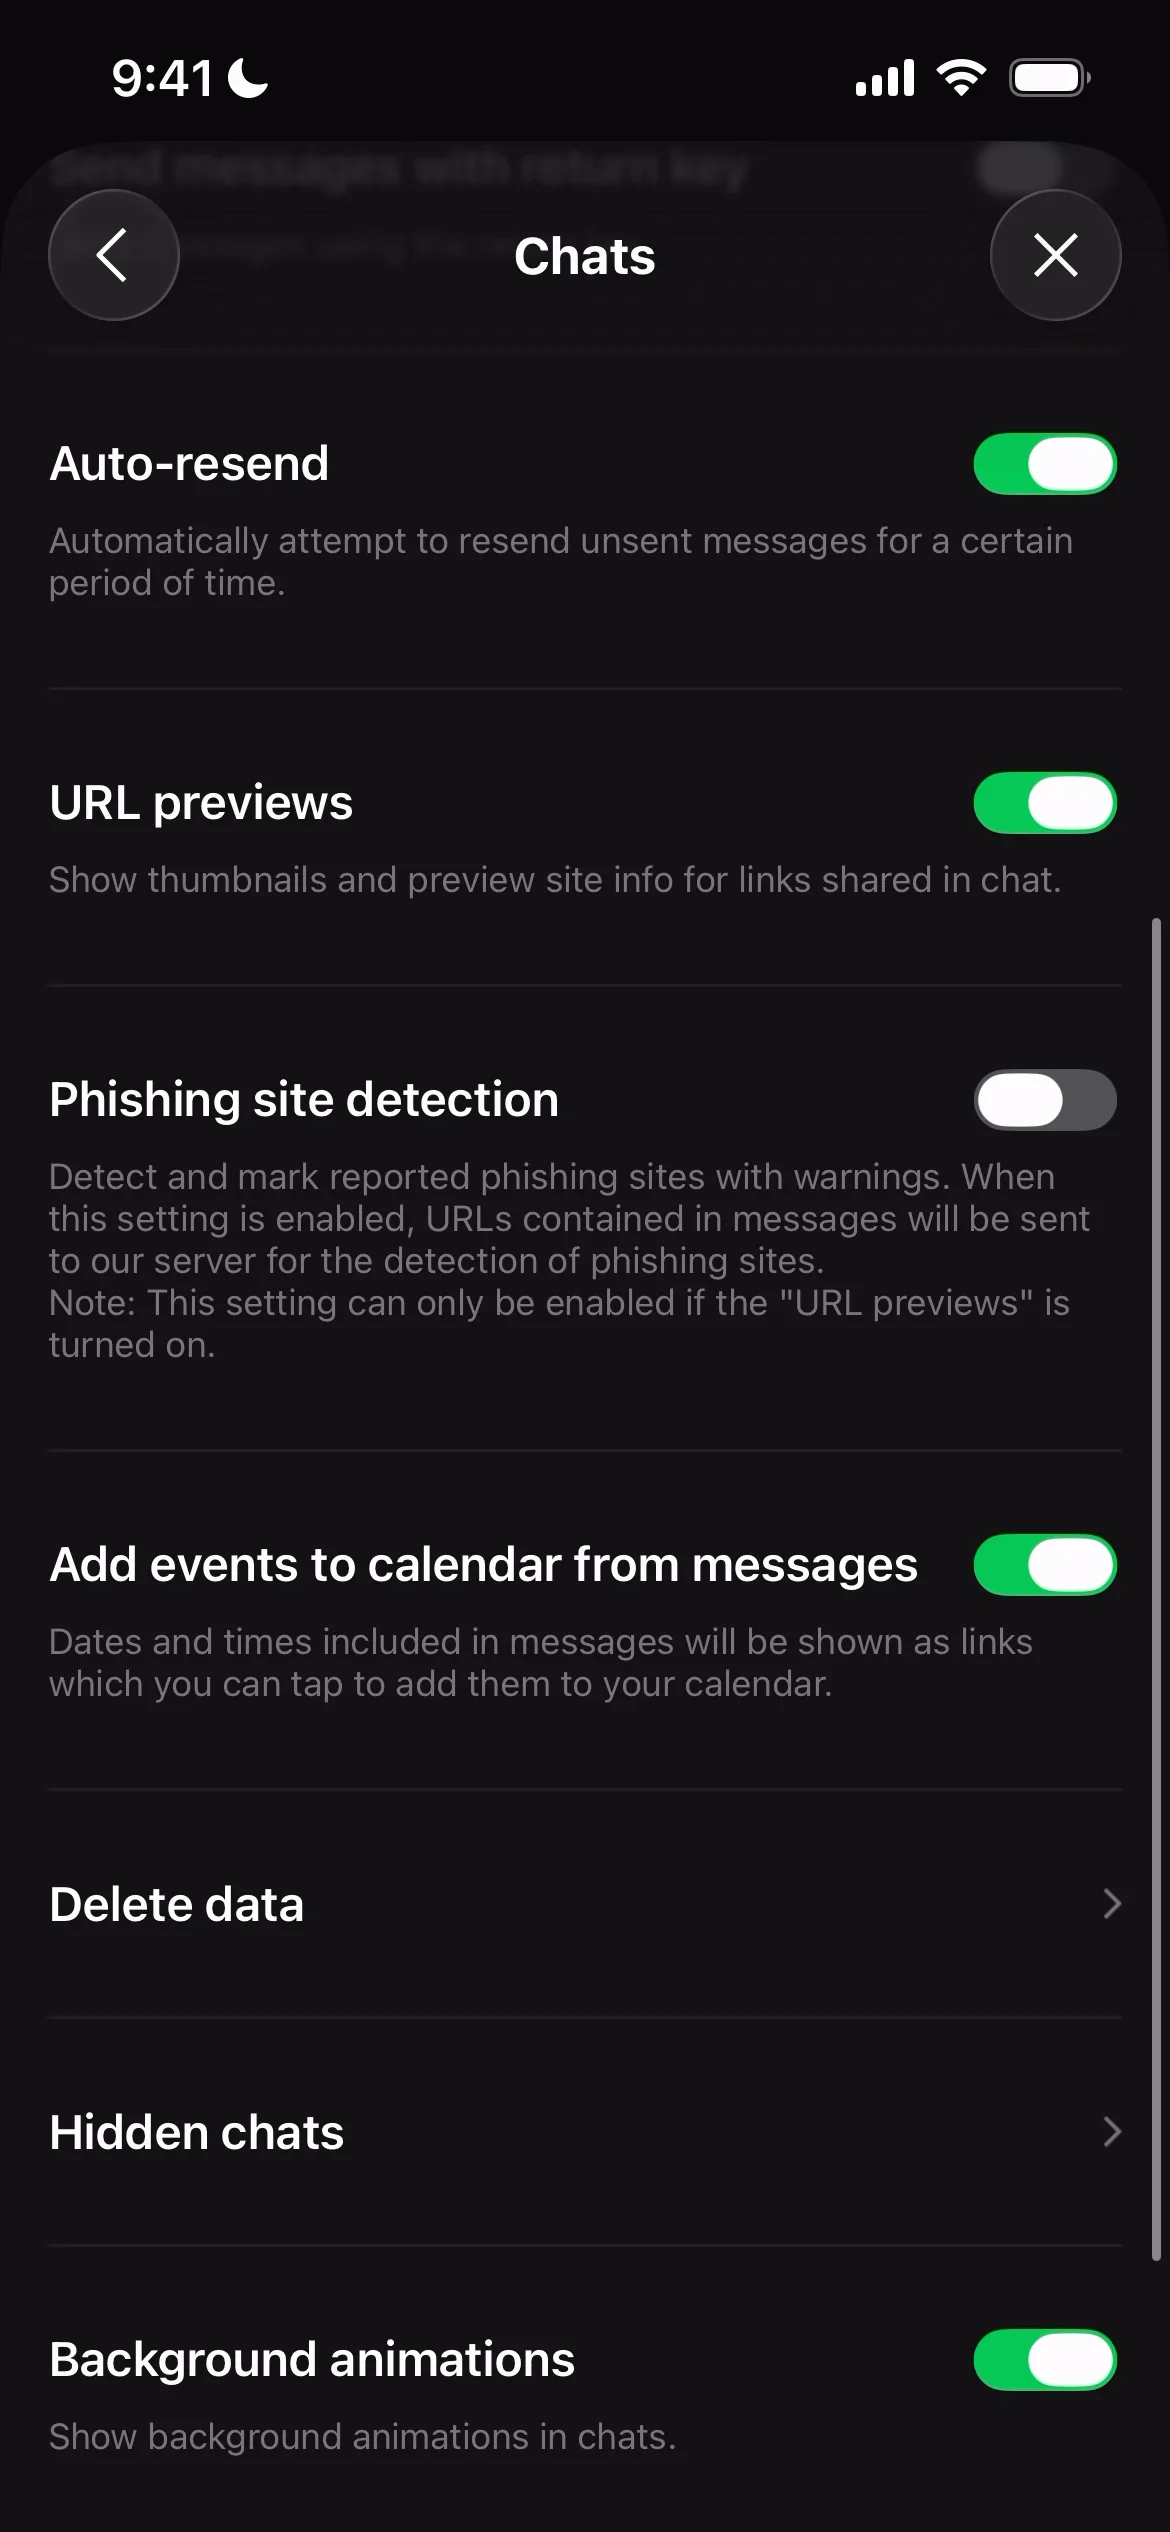 9:41
Send messages with return key
Chats
Auto-resend
Automatically attempt to resend unsent messages for a certain
period of time.
URL previews
Show thumbnails and preview site info for links shared in chat.
Phishing site detection
Detect and mark reported phishing sites with warnings. When
this setting is enabled, URLs contained in messages will be sent
to our server for the detection of phishing sites.
Note: This setting can only be enabled if the "URL previews" is
turned on.
Add events to calendar from messages
Dates and times included in messages will be shown as links
which you can tap to add them to your calendar.
Delete data
Hidden chats
Background animations
Show background animations in chats.